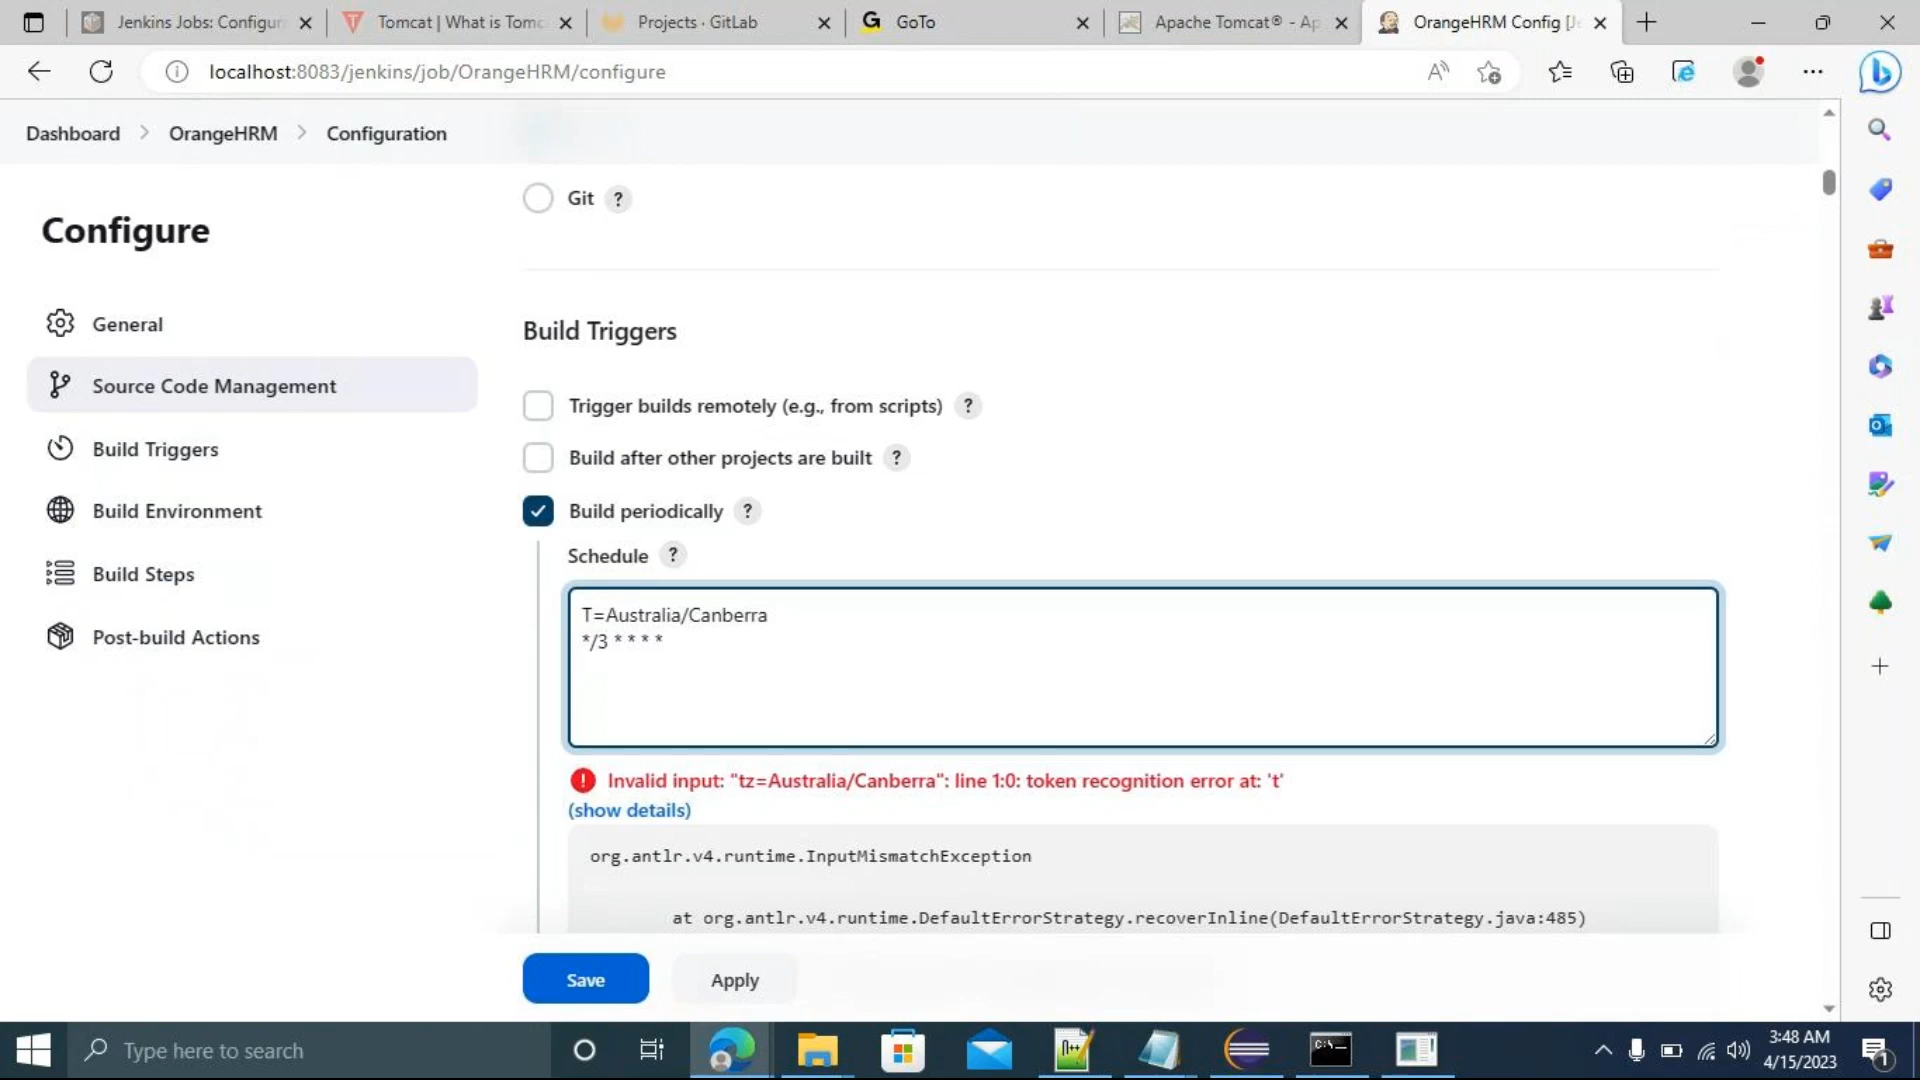 Jenkins Jobs: Configur
Tomcat | What is Tomc
Projects · GitLab
GoTo
Apache Tomcat® - Ap
OrangeHRM Config [J
localhost:8083/jenkins/job/OrangeHRM/configure
Dashboard
OrangeHRM
Configuration
Configure
General
Source Code Management
Build Triggers
Build Environment
Build Steps
Post-build Actions
Git ?
Build Triggers
Trigger builds remotely (e.g., from scripts) ?
Build after other projects are built ?
Build periodically ?
Schedule ?
T=Australia/Canberra
*/3 * * * *
Invalid input: "tz=Australia/Canberra": line 1:0: token recognition error at: 't'
(show details)
org.antlr.v4.runtime.InputMismatchException
at org.antlr.v4.runtime.DefaultErrorStrategy.recoverInline(DefaultErrorStrategy.java:485)
Save
Apply
Type here to search
3:48 AM
4/15/2023
1